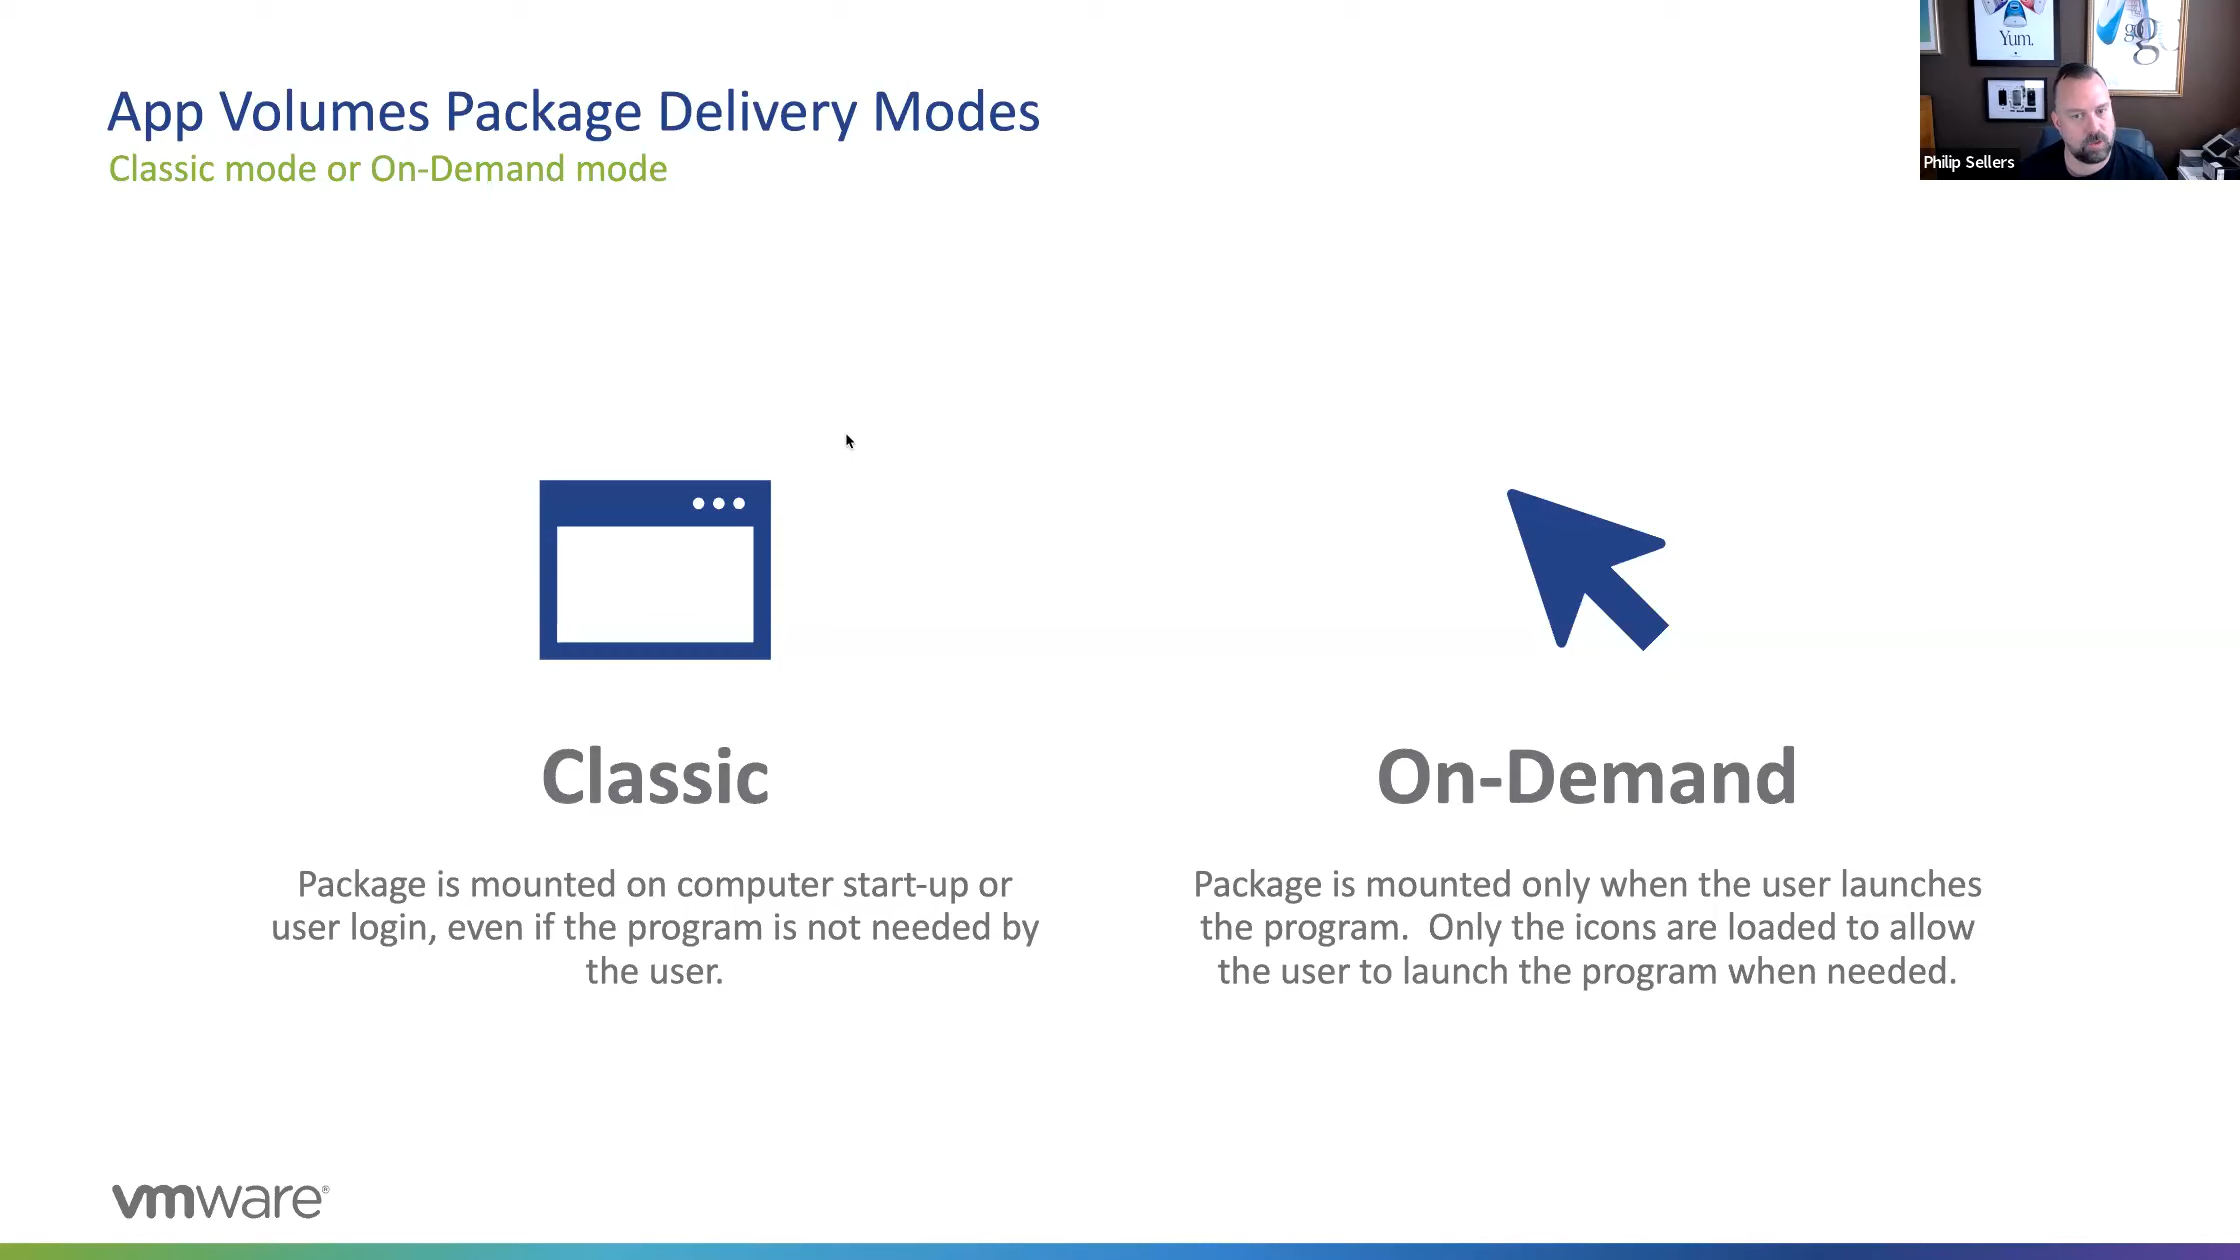 App Volumes Package Delivery Modes
Classic mode or On-Demand mode
Yum.
go
g
Philip Sellers
Classic
Package is mounted on computer start-up or
user login, even if the program is not needed by
the user.
On-Demand
Package is mounted only when the user launches
the program.  Only the icons are loaded to allow
the user to launch the program when needed.
vmware®